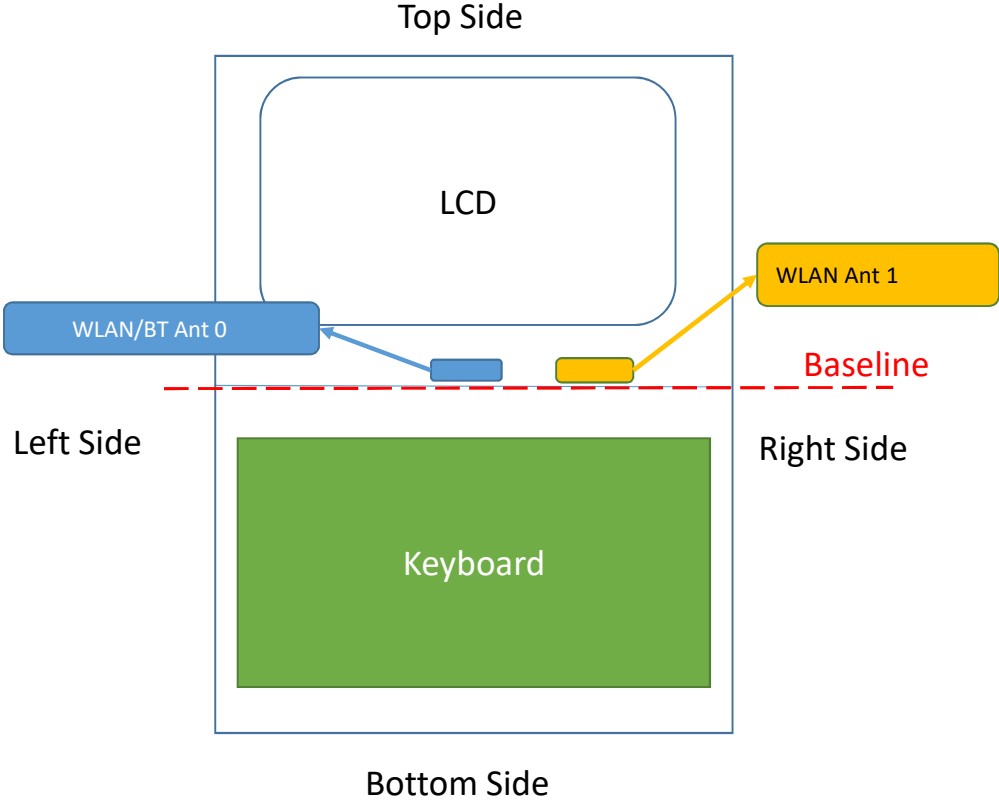 Top Side
LCD
WLAN Ant 1
WLAN/BT Ant 0
Baseline
Left Side
Right Side
Keyboard
Bottom Side